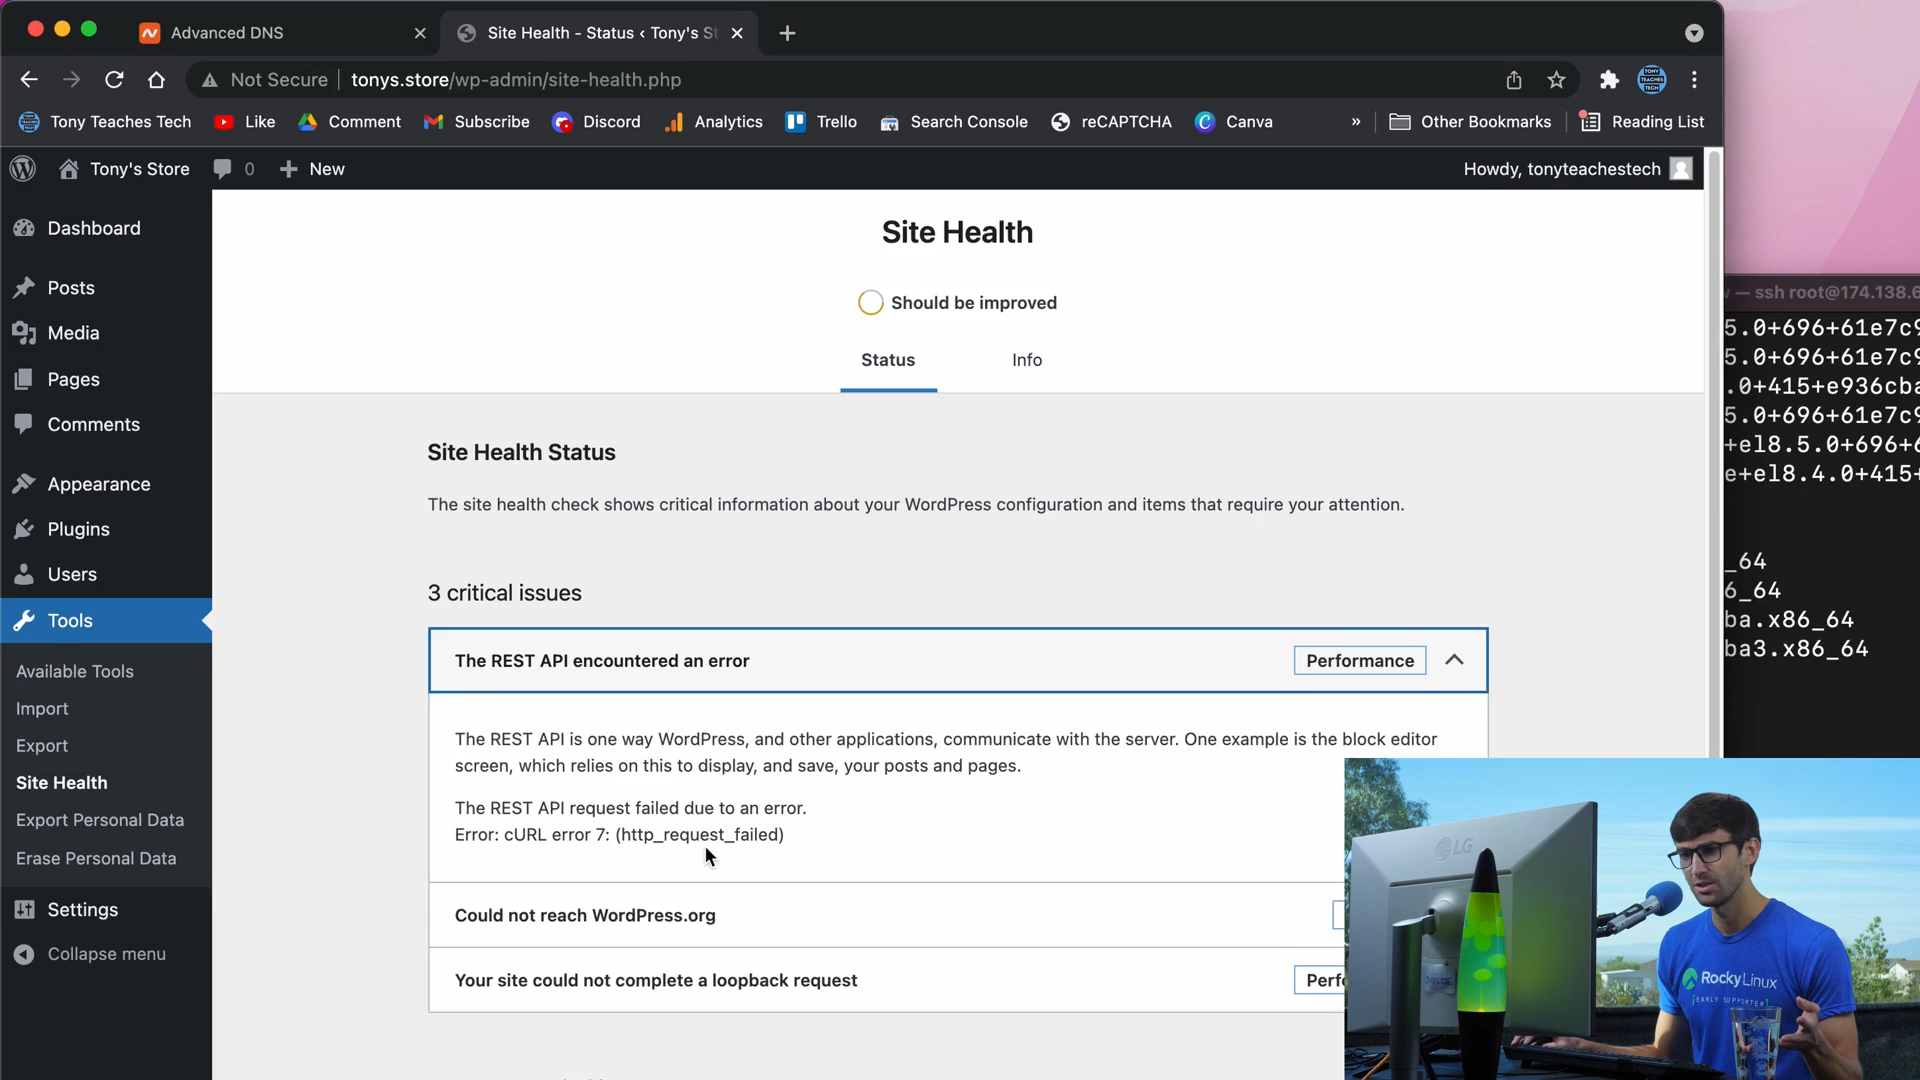 Advanced DNS
Site Health - Status ‹ Tony's St
Not Secure
tonys.store/wp-admin/site-health.php
Tony Teaches Tech
Like
Comment
Subscribe
Discord
Analytics
Trello
Search Console
reCAPTCHA
Canva
»
Other Bookmarks
Reading List
Tony's Store
0
New
Howdy, tonyteachestech
Dashboard
Posts
Media
Pages
Comments
Appearance
Plugins
Users
Tools
Available Tools
Import
Export
Site Health
Export Personal Data
Erase Personal Data
Settings
Collapse menu
Site Health
Should be improved
Status
Info
Site Health Status
The site health check shows critical information about your WordPress configuration and items that require your attention.
3 critical issues
The REST API encountered an error
Performance
The REST API is one way WordPress, and other applications, communicate with the server. One example is the block editor
screen, which relies on this to display, and save, your posts and pages.
The REST API request failed due to an error.
Error: cURL error 7: (http_request_failed)
Could not reach WordPress.org
Your site could not complete a loopback request
Perfo
— ssh root@174.138.6
5.0+696+61e7c9
5.0+696+61e7c9
.0+415+e936cba
5.0+696+61e7c9
+el8.5.0+696+6
e+el8.4.0+415+
_64
6_64
ba.x86_64
ba3.x86_64
LG
RockyLinux
[EARLY SUPPORTER]